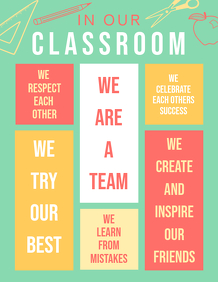 IN OUR
CLASSROOM
WE
RESPECT
EACH
OTHER
WE
ARE
A
TEAM
WE
CELEBRATE
EACH OTHERS
SUCCESS
WE
TRY
OUR
BEST
WE
LEARN
FROM
MISTAKES
WE
CREATE
AND
INSPIRE
OUR
FRIENDS